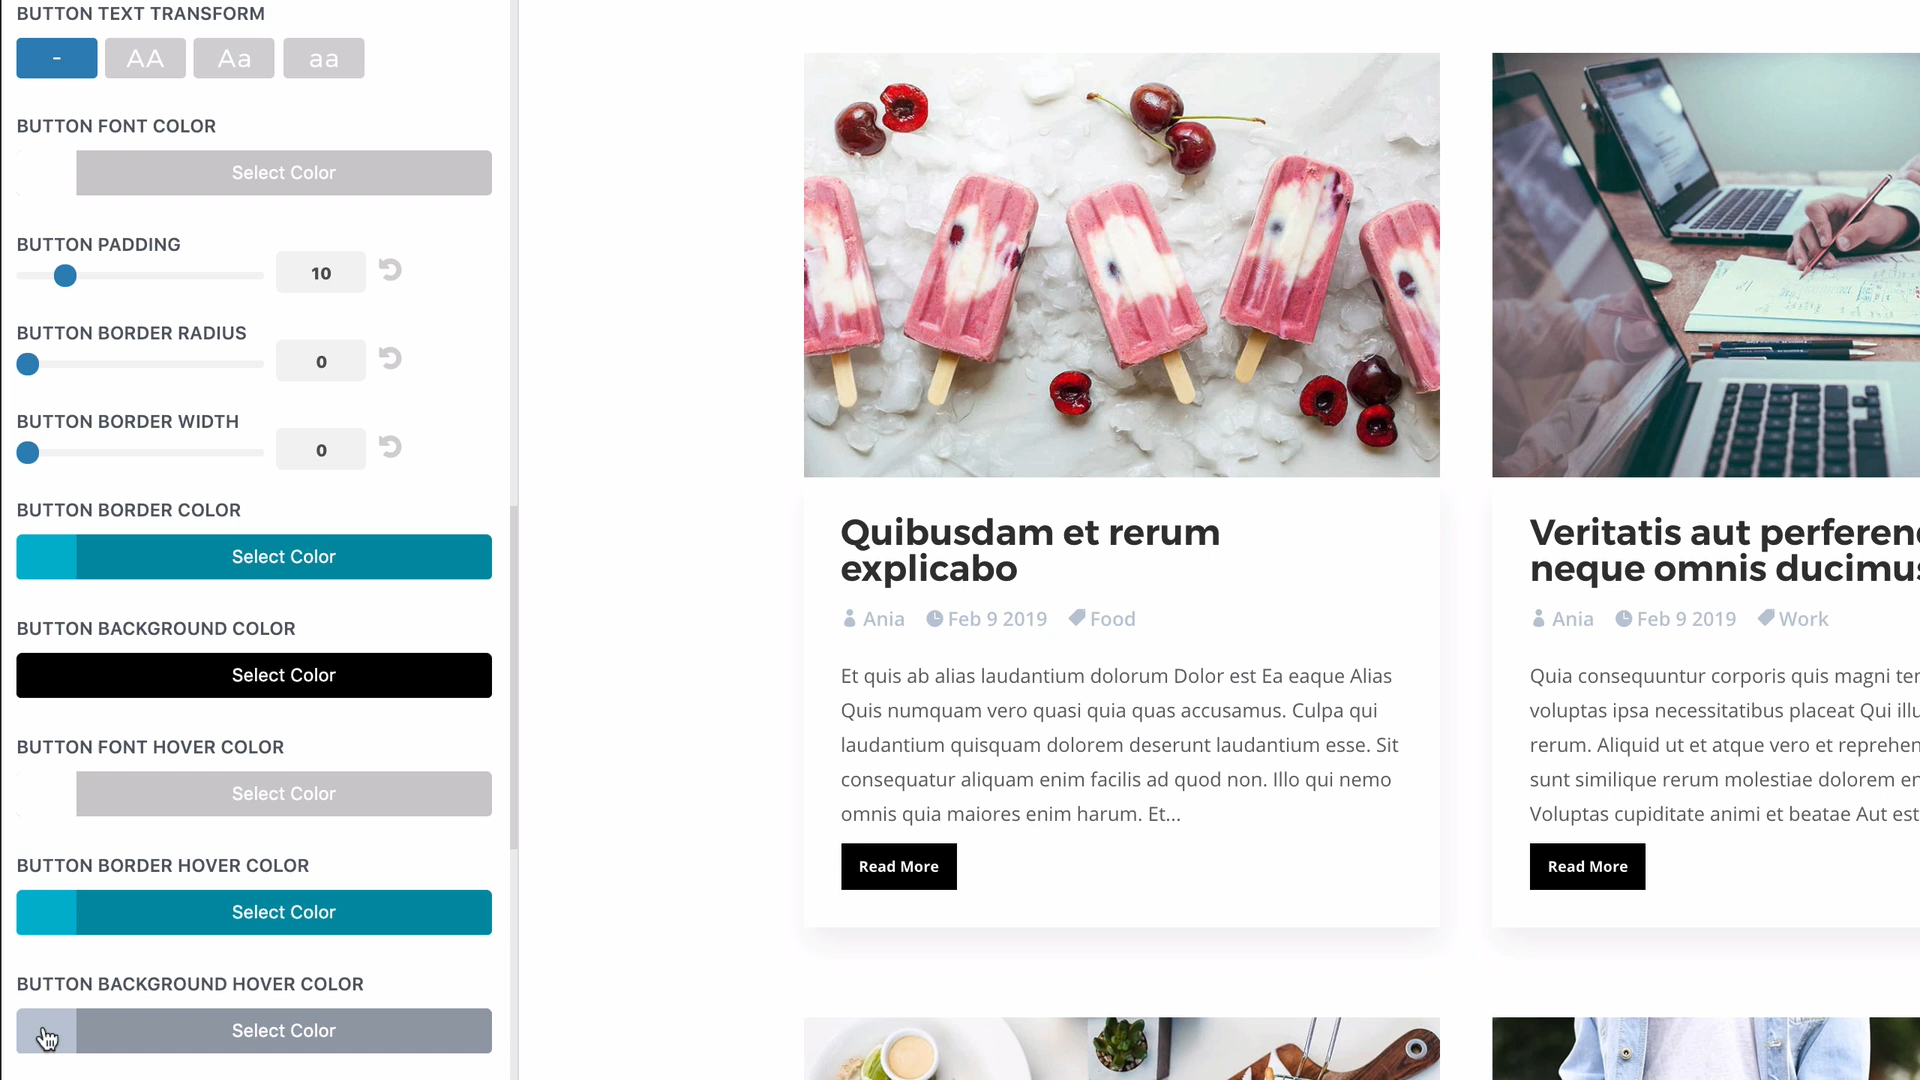 BUTTON TEXT TRANSFORM
- AA Aa aa
BUTTON FONT COLOR
Select Color
BUTTON PADDING
10
BUTTON BORDER RADIUS
0
BUTTON BORDER WIDTH
0
BUTTON BORDER COLOR
Select Color
BUTTON BACKGROUND COLOR
Select Color
BUTTON FONT HOVER COLOR
Select Color
BUTTON BORDER HOVER COLOR
Select Color
BUTTON BACKGROUND HOVER COLOR
Select Color
Quibusdam et rerum
explicabo
Ania Feb 9 2019 Food
Et quis ab alias laudantium dolorum Dolor est Ea eaque Alias
Quis numquam vero quasi quia quas accusamus. Culpa qui
laudantium quisquam dolorem deserunt laudantium esse. Sit
consequatur aliquam enim facilis ad quod non. Illo qui nemo
omnis quia maiores enim harum. Et...
Read More
Veritatis aut
neque omnis
Ania Feb 9 2019 Work
Quia consequuntur corporis quis magni
voluptas ipsa necessitatibus placeat Qui
rerum. Aliquid ut et atque vero et
sunt similique rerum molestiae dolorem
Voluptas cupiditate animi et beatae Aut est
Read More